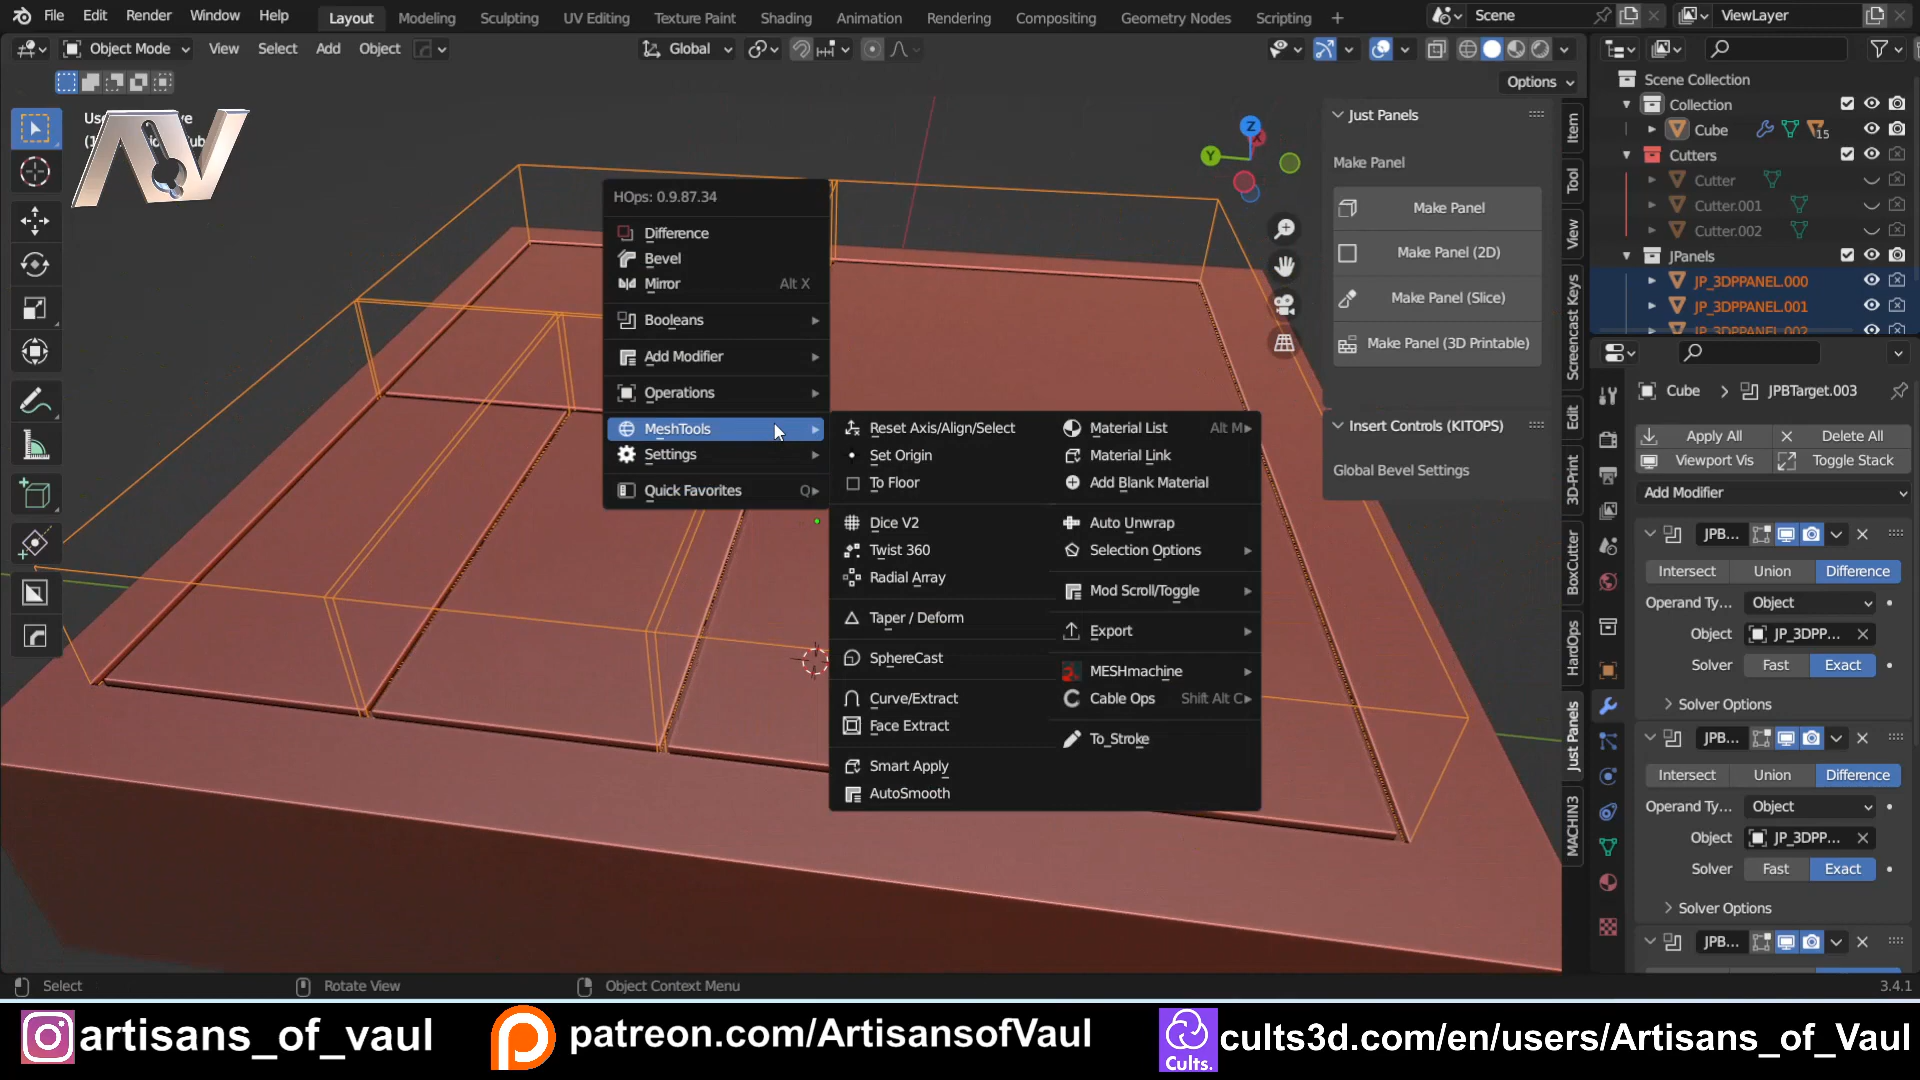 File Edit Render Window Help Layout Modeling Sculpting UV Editing Texture Paint Shading Animation Rendering Compositing Geometry Nodes Scripting + Scene ViewLayer
Object Mode View Select Add Object Global
Options
AV
HOps: 0.9.87.34
Difference
Bevel
Mirror Alt X
Booleans
Add Modifier
Operations
MeshTools
Settings
Quick Favorites Q
Reset Axis/Align/Select
Set Origin
To Floor
Dice V2
Twist 360
Radial Array
Taper / Deform
SphereCast
Curve/Extract
Face Extract
Smart Apply
AutoSmooth
Material List Alt M
Material Link
Add Blank Material
Auto Unwrap
Selection Options
Mod Scroll/Toggle
Export
MESHmachine
Cable Ops Shift Alt C
To_Stroke
Z
Y
Just Panels
Make Panel
Make Panel
Make Panel (2D)
Make Panel (Slice)
Make Panel (3D Printable)
Insert Controls (KITOPS)
Global Bevel Settings
Item
Tool
View
Screencast Keys
Edit
3D-Print
BoxCutter
HardOps
Just Panels
MACHIN3
Scene Collection
Collection
Cube 15
Cutters
Cutter
Cutter.001
Cutter.002
JPanels
JP_3DPPANEL.000
JP_3DPPANEL.001
JP_3DPPANEL.002
Cube > JPBTarget.003
Apply All Delete All
Viewport Vis Toggle Stack
Add Modifier
JPB...
Intersect Union Difference
Operand Ty... Object
Object JP_3DPP...
Solver Fast Exact
Solver Options
JPB...
Intersect Union Difference
Operand Ty... Object
Object JP_3DPP...
Solver Fast Exact
Solver Options
JPB...
Select Rotate View Object Context Menu 3.4.1
artisans_of_vaul patreon.com/ArtisansofVaul Cults. cults3d.com/en/users/Artisans_of_Vaul